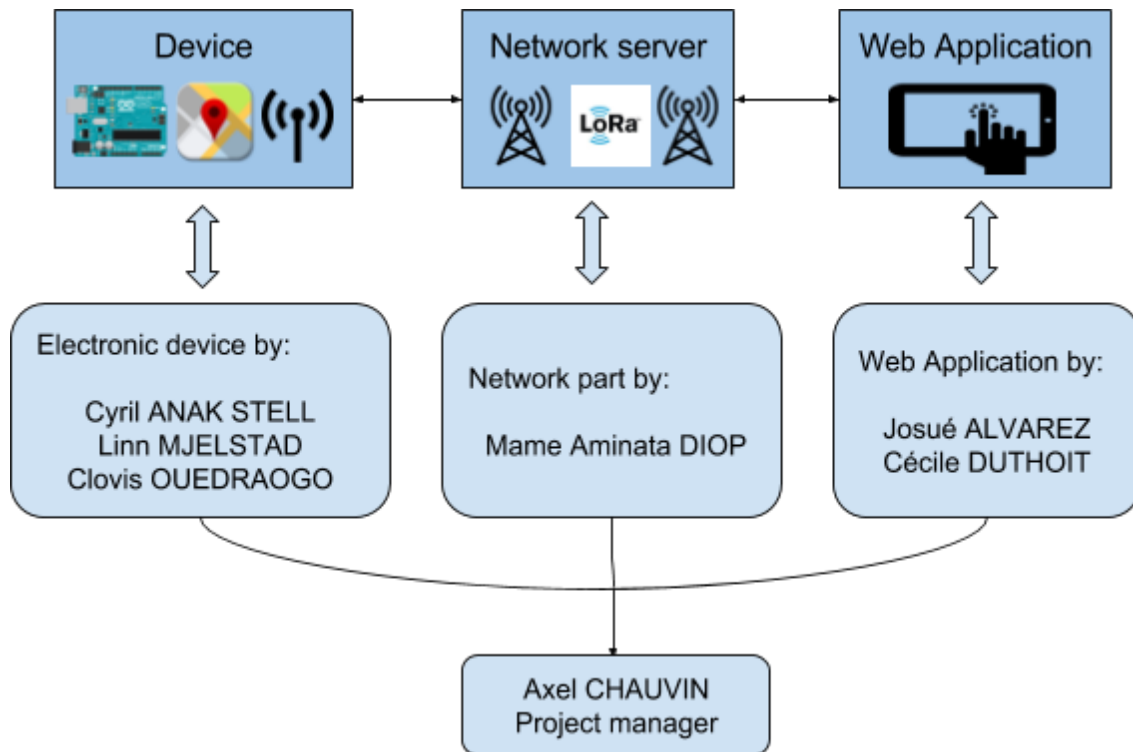 Device
Network server
Web Application
LoRa
Electronic device by:
Cyril ANAK STELL
Linn MJELSTAD
Clovis OUEDRAOGO
Network part by:
Mame Aminata DIOP
Web Application by:
Josué ALVAREZ
Cécile DUTHOIT
Axel CHAUVIN
Project manager